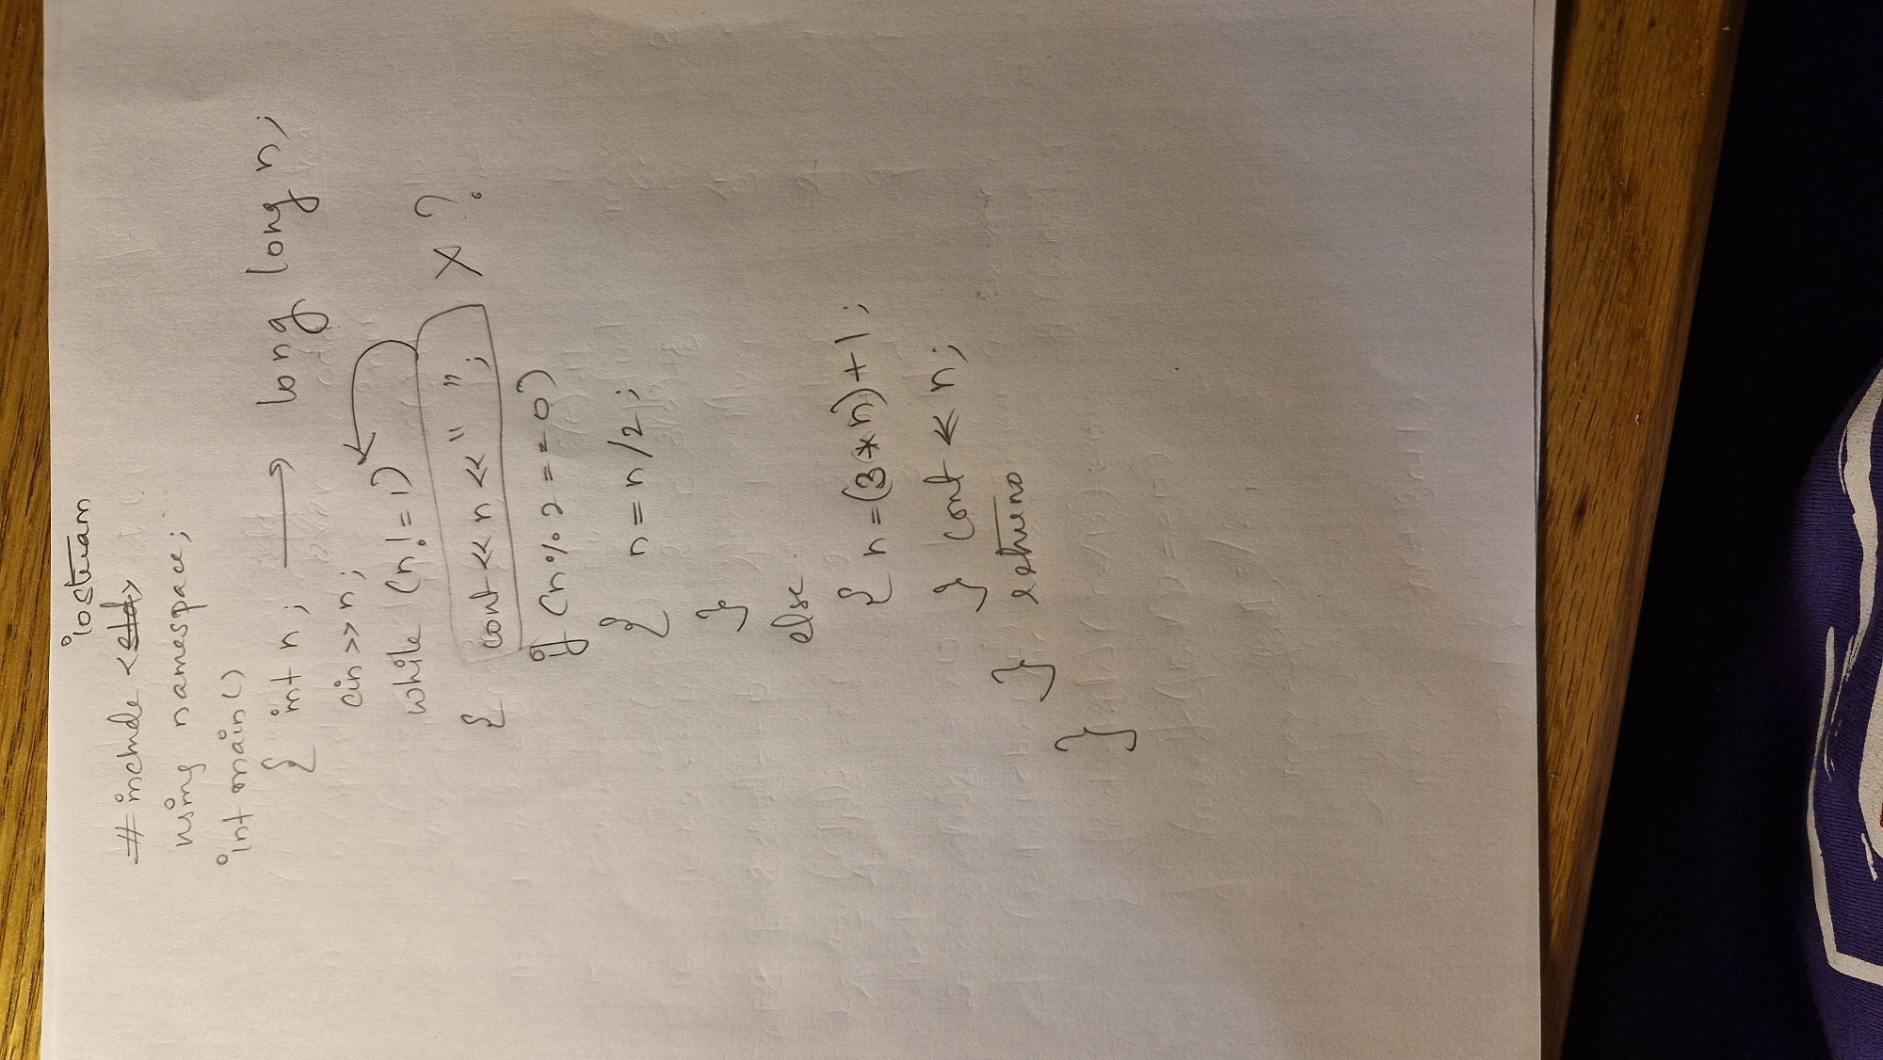 iostream
#include <std>
using namespace;
int main()
{ int n; → long long n;
cin>>n;
while (n!=1)
{ cout<<n<<" "; X ?
if (n%2==0)
{ n=n/2;
}
else
{ n=(3*n)+1;
} cout<<n;
} return0
}